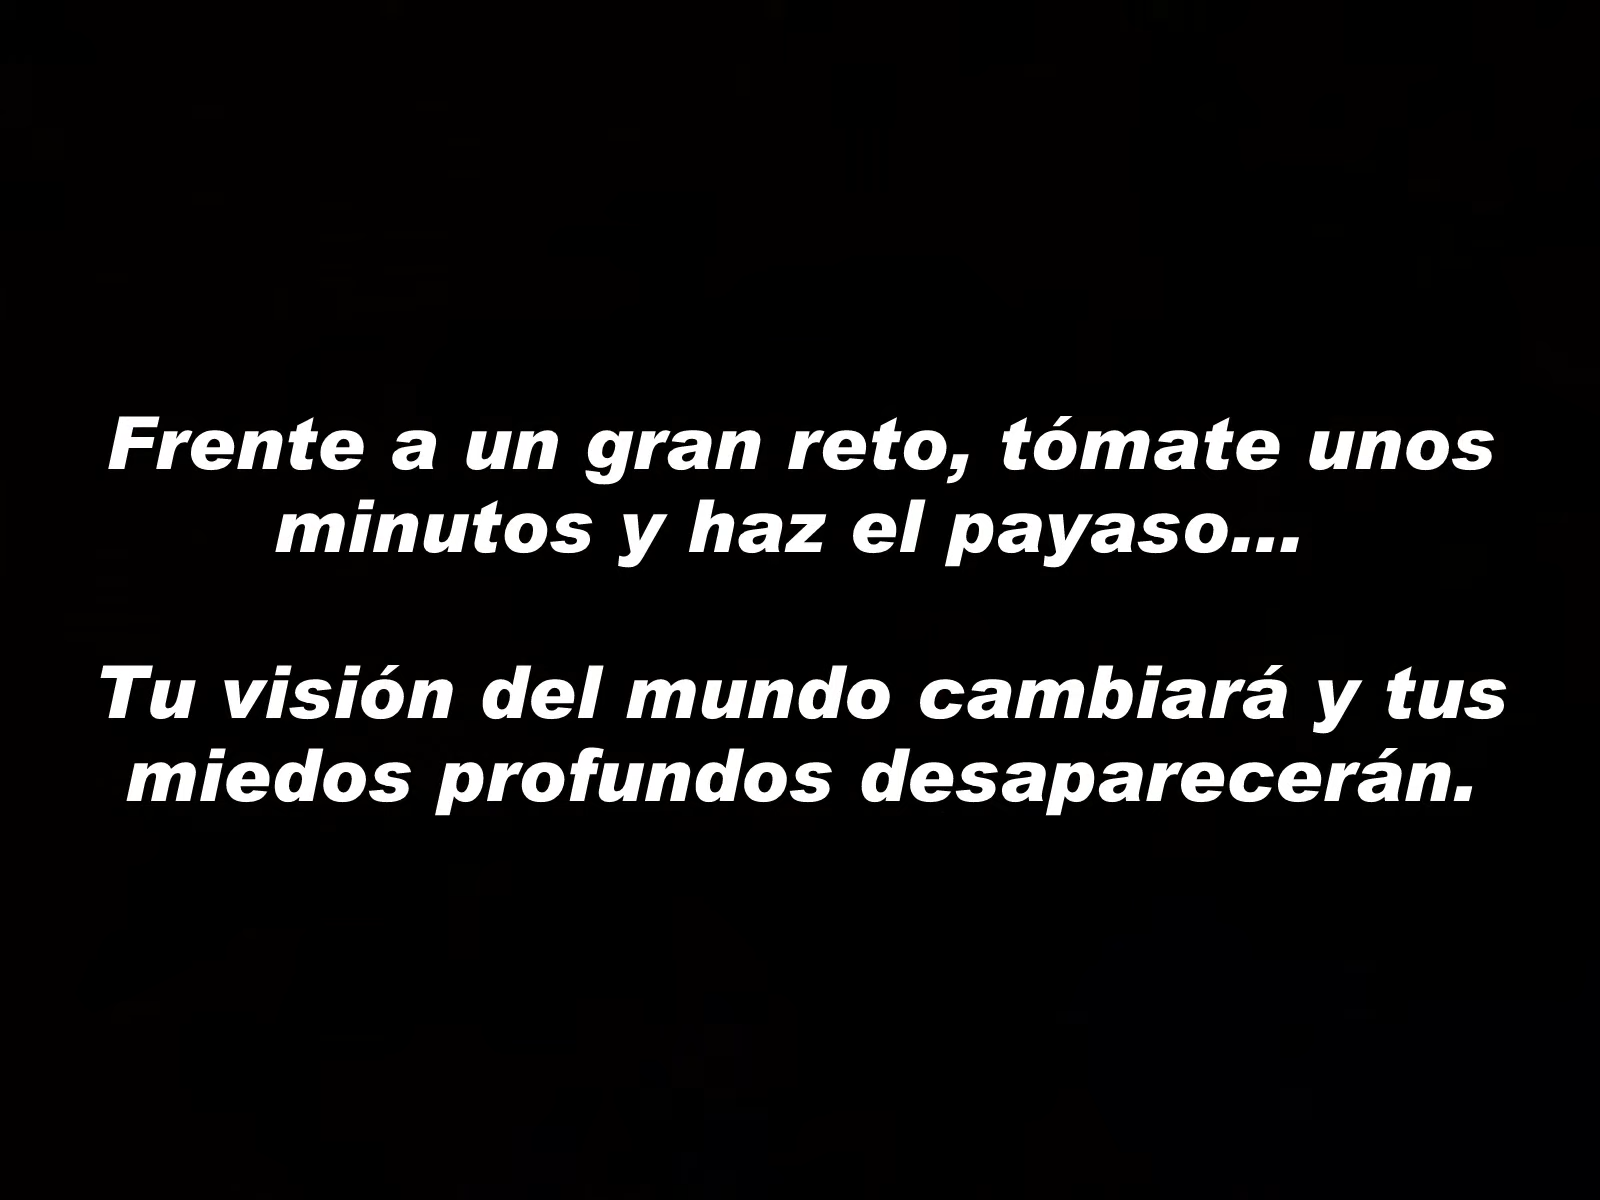 Frente a un gran reto, tómate unos
minutos y haz el payaso...
Tu visión del mundo cambiará y tus
miedos profundos desaparecerán.